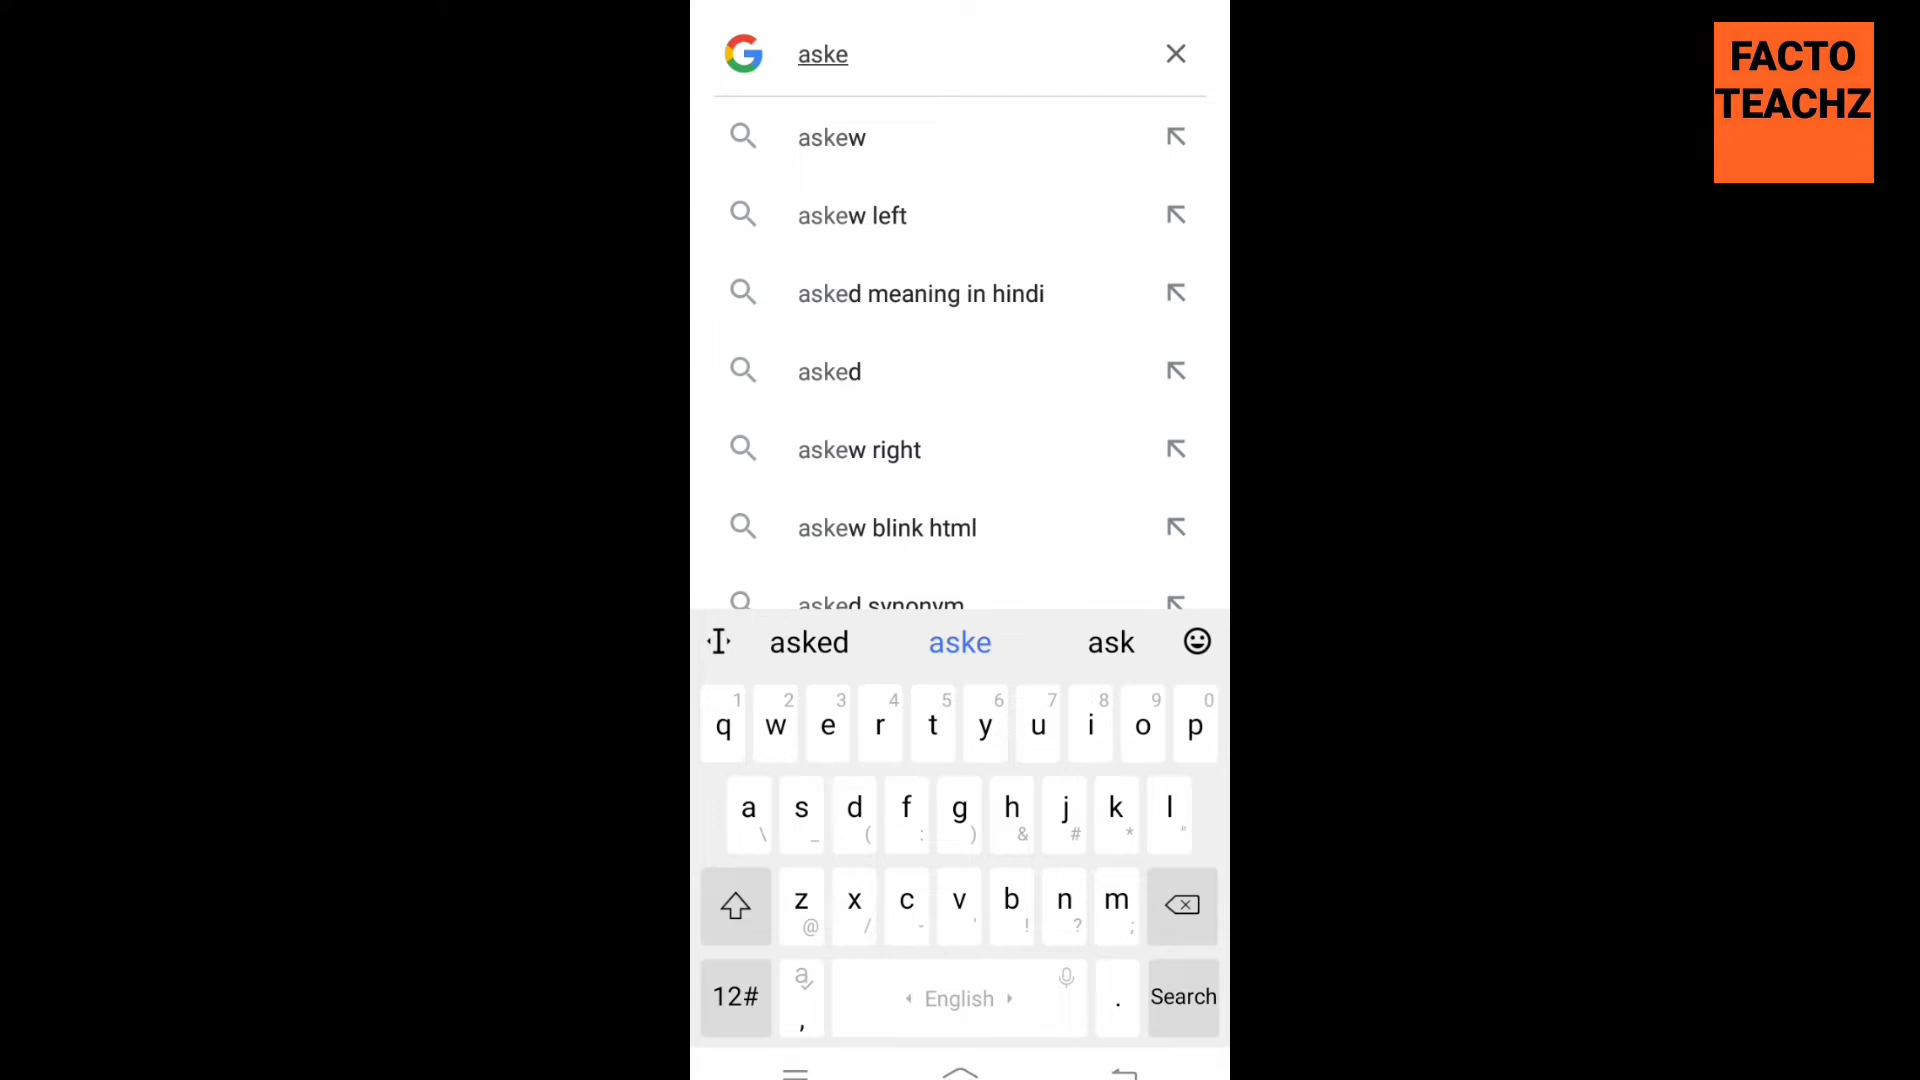 aske
askew
askew left
asked meaning in hindi
asked
askew right
askew blink html
asked synonym
asked aske ask
1 2 3 4 5 6 7 8 9 0
q w e r t y u i o p
a s d f g h j k l
\ _ ( : ) & # * "
z x c v b n m
@ / - ' ! ? ;
12# a , English . Search
FACTO
TEACHZ